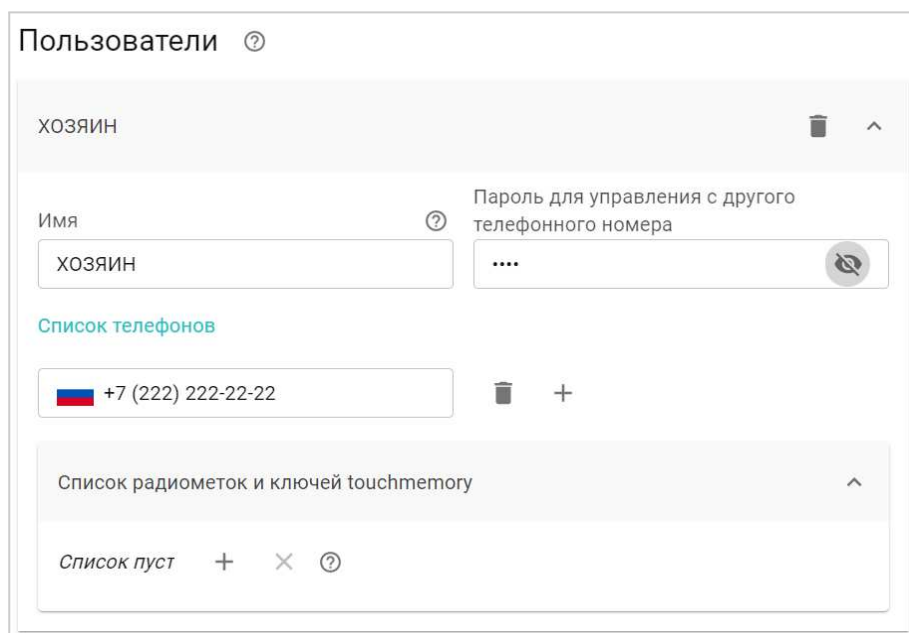 Пользователи
ХОЗЯИН
Имя
Пароль для управления с другого
телефонного номера
ХОЗЯИН
••••
Список телефонов
+7 (222) 222-22-22
Список радиометок и ключей touchmemory
Список пуст